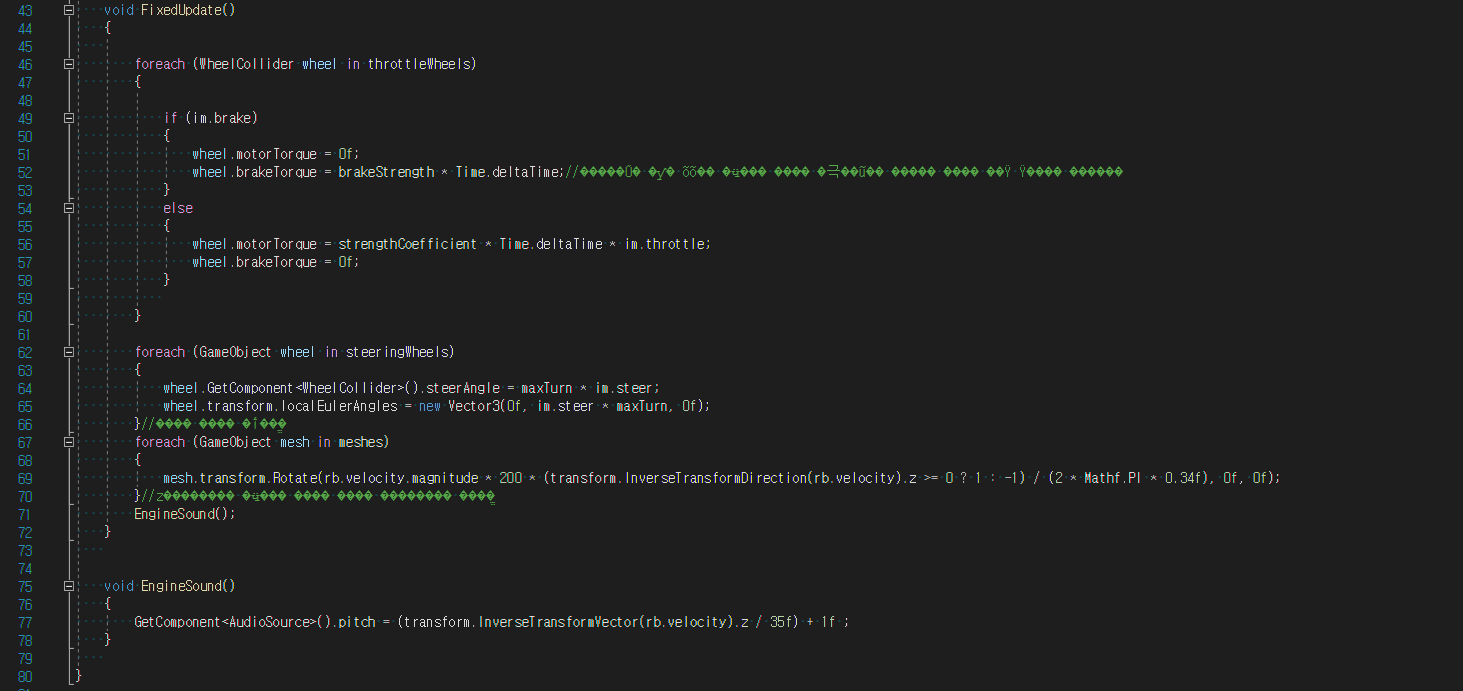 43 void FixedUpdate()
44 {
45
46 foreach (WheelCollider wheel in throttleWheels)
47 {
48
49 if (im.brake)
50 {
51 wheel.motorTorque = 0f;
52 wheel.brakeTorque = brakeStrength * Time.deltaTime;//
53 }
54 else
55 {
56 wheel.motorTorque = strengthCoefficient * Time.deltaTime * im.throttle;
57 wheel.brakeTorque = 0f;
58 }
59
60 }
61
62 foreach (GameObject wheel in steeringWheels)
63 {
64 wheel.GetComponent<WheelCollider>().steerAngle = maxTurn * im.steer;
65 wheel.transform.localEulerAngles = new Vector3(0f, im.steer * maxTurn, 0f);
66 }//
67 foreach (GameObject mesh in meshes)
68 {
69 mesh.transform.Rotate(rb.velocity.magnitude * 200 * (transform.InverseTransformDirection(rb.velocity).z >= 0 ? 1 : -1) / (2 * Mathf.PI * 0.34f), 0f, 0f);
70 }//z
71 EngineSound();
72 }
73
74
75 void EngineSound()
76 {
77 GetComponent<AudioSource>().pitch = (transform.InverseTransformVector(rb.velocity).z / 35f) + 1f ;
78 }
79
80 }